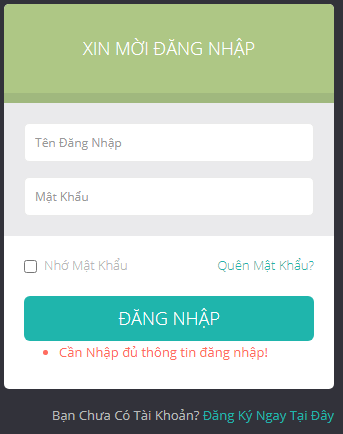 XIN MỜI ĐĂNG NHẬP
Tên Đăng Nhập
Mật Khẩu
Nhớ Mật Khẩu Quên Mật Khẩu?
ĐĂNG NHẬP
Cần Nhập đủ thông tin đăng nhập!
Bạn Chưa Có Tài Khoản? Đăng Ký Ngay Tại Đây